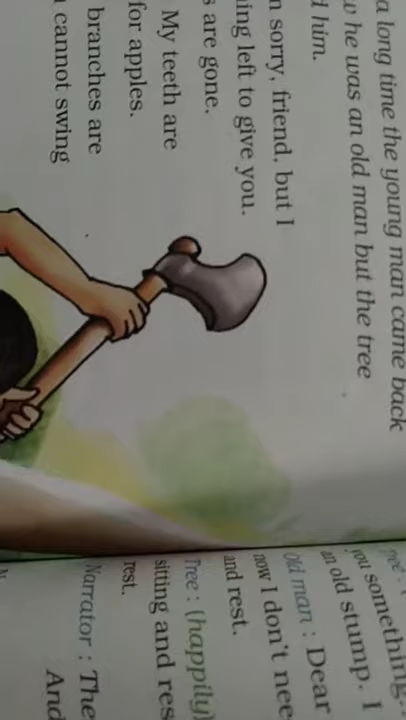 a long time the young man came back
he was an old man but the tree
him.
sorry, friend, but I
left to give you.
are gone.
My teeth are
for apples.
branches are
cannot swing
you something.
an old stump. I
Old man : Dear
now I don't
and rest.
Tree : (happily)
sitting and
rest.
Narrator : The
And